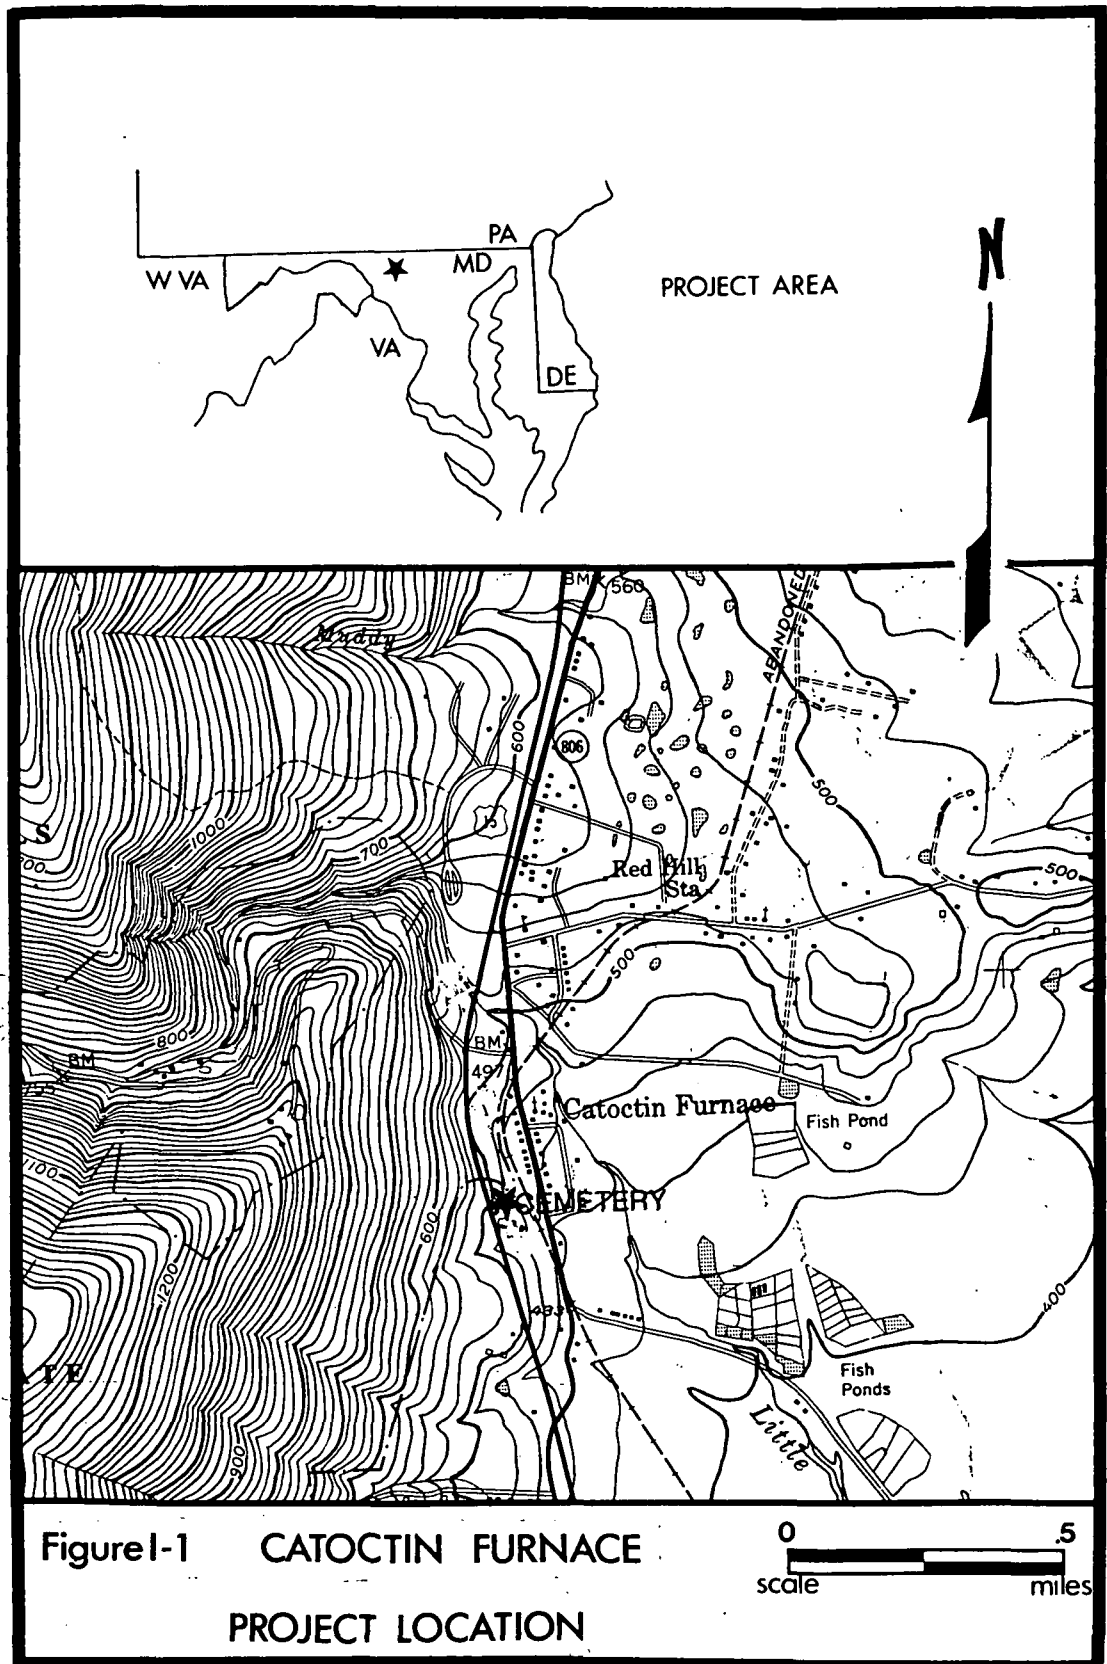 PA
MD
W VA
VA
DE
PROJECT AREA
N
BM 560
Muddy
ABANDONED
600
806
15
500
S
1000
700
Red Hill
Sta
500
500
800
BM
BM
497
Catoctin Furnace
Fish Pond
1100
CEMETERY
600
1200
400
483
ATE
Fish
Ponds
Little
900
Figure I-1 CATOCTIN FURNACE
PROJECT LOCATION
0 .5
scale miles